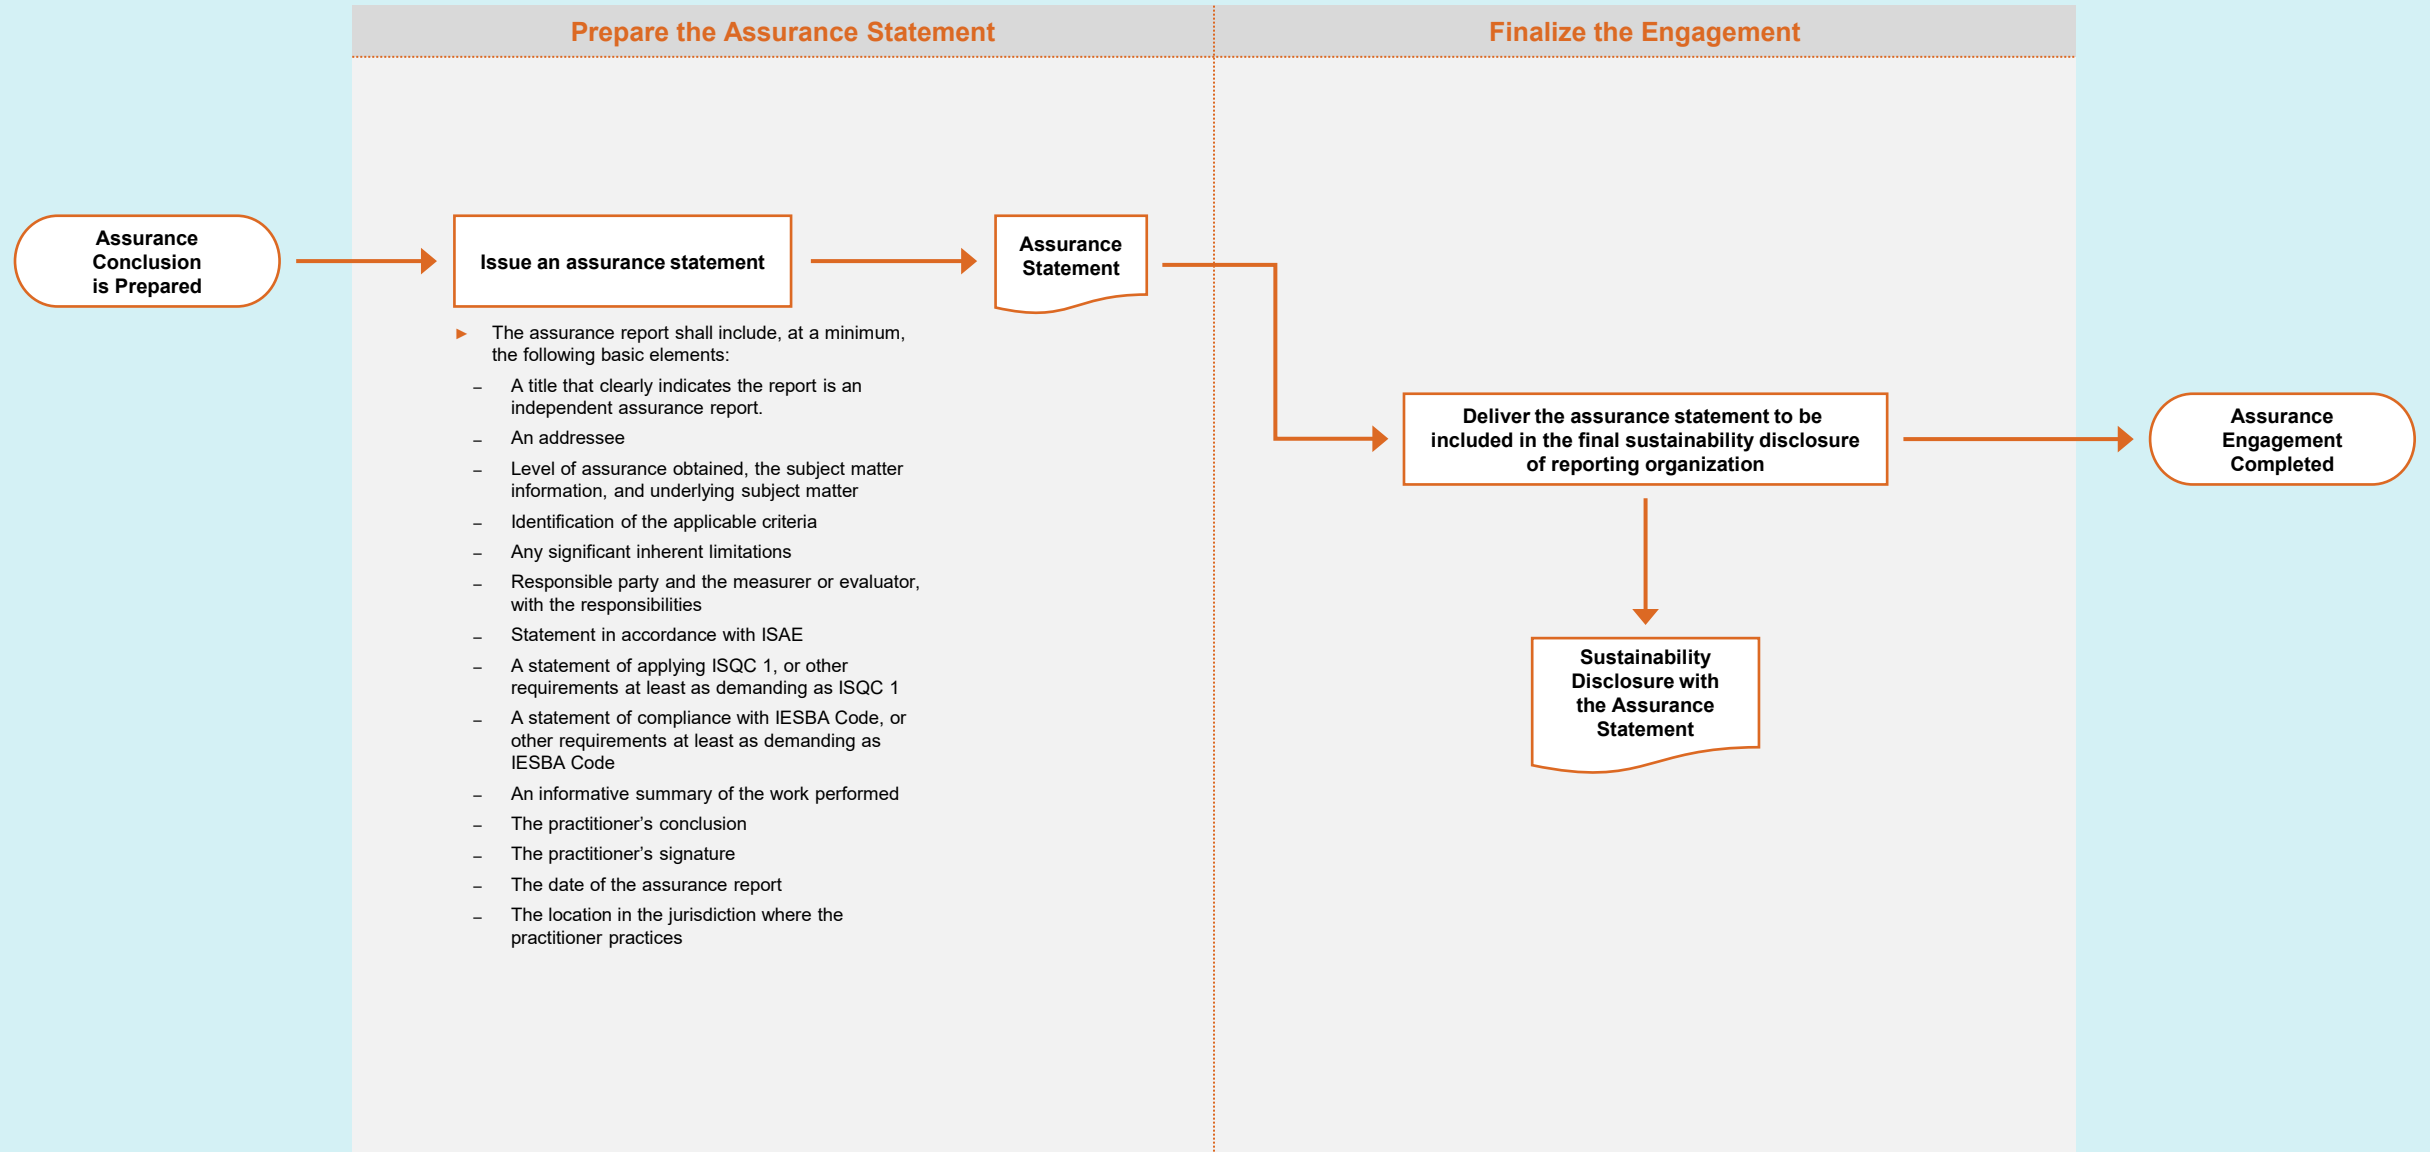 Prepare the Assurance Statement
Finalize the Engagement
Assurance
Conclusion
is Prepared
Issue an assurance statement
Assurance
Statement
► The assurance report shall include, at a minimum,
the following basic elements:
– A title that clearly indicates the report is an
independent assurance report.
– An addressee
– Level of assurance obtained, the subject matter
information, and underlying subject matter
– Identification of the applicable criteria
– Any significant inherent limitations
– Responsible party and the measurer or evaluator,
with the responsibilities
– Statement in accordance with ISAE
– A statement of applying ISQC 1, or other
requirements at least as demanding as ISQC 1
– A statement of compliance with IESBA Code, or
other requirements at least as demanding as
IESBA Code
– An informative summary of the work performed
– The practitioner’s conclusion
– The practitioner’s signature
– The date of the assurance report
– The location in the jurisdiction where the
practitioner practices
Deliver the assurance statement to be
included in the final sustainability disclosure
of reporting organization
Sustainability
Disclosure with
the Assurance
Statement
Assurance
Engagement
Completed